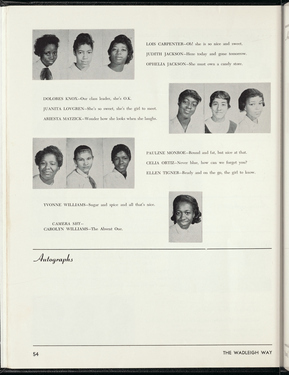 LORI CARPENTER—Oh! she is so nice and sweet.
JUDITH JACKSON—Here today and gone tomorrow.
OPHELIA JACKSON—She must own a candy store.
DOLORES KNOX—Our class leader, she's O.K.
JUANITA LOVGREN—She's so sweet, she's the girl to meet.
ARNESTA MAYZICK—Wonder how she looks when she laughs.
PAULINE MONROE—Round and fat, but nice at that.
CELIA ORTIZ—Never blue, how can we forget you?
ELLEN TIGNER—Ready and on the go, the girl to know.
YVONNE WILLIAMS—Sugar and spice and all that's nice.
CAMERA SHY:
CAROLYN WILLIAMS—The Absent One.
Autographs
54
THE WADLEIGH WAY